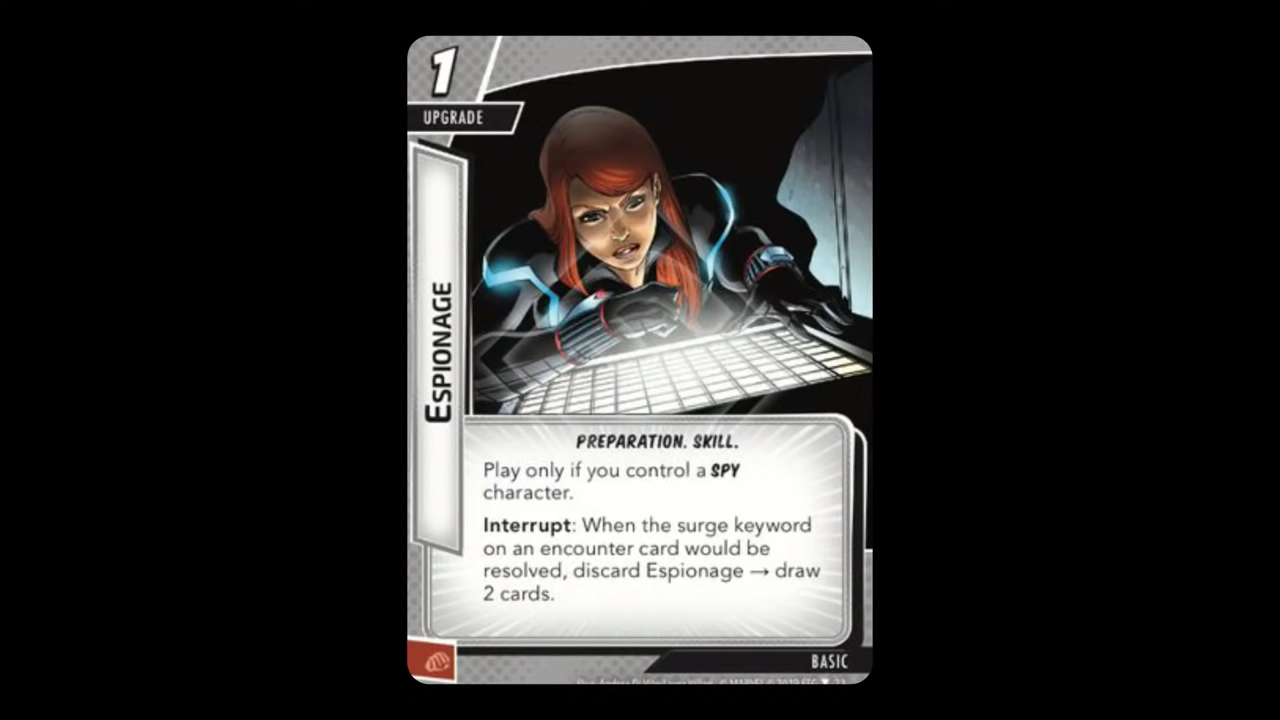 1
UPGRADE
ESPIONAGE
PREPARATION. SKILL.
Play only if you control a SPY
character.
Interrupt: When the surge keyword
on an encounter card would be
resolved, discard Espionage → draw
2 cards.
BASIC